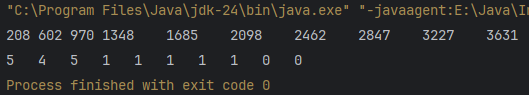 "C:\Program Files\Java\jdk-24\bin\java.exe" "-javaagent:E:\Java\In
208 602 970 1348 1685 2098 2462 2847 3227 3631
5 4 5 1 1 1 1 1 0 0
Process finished with exit code 0